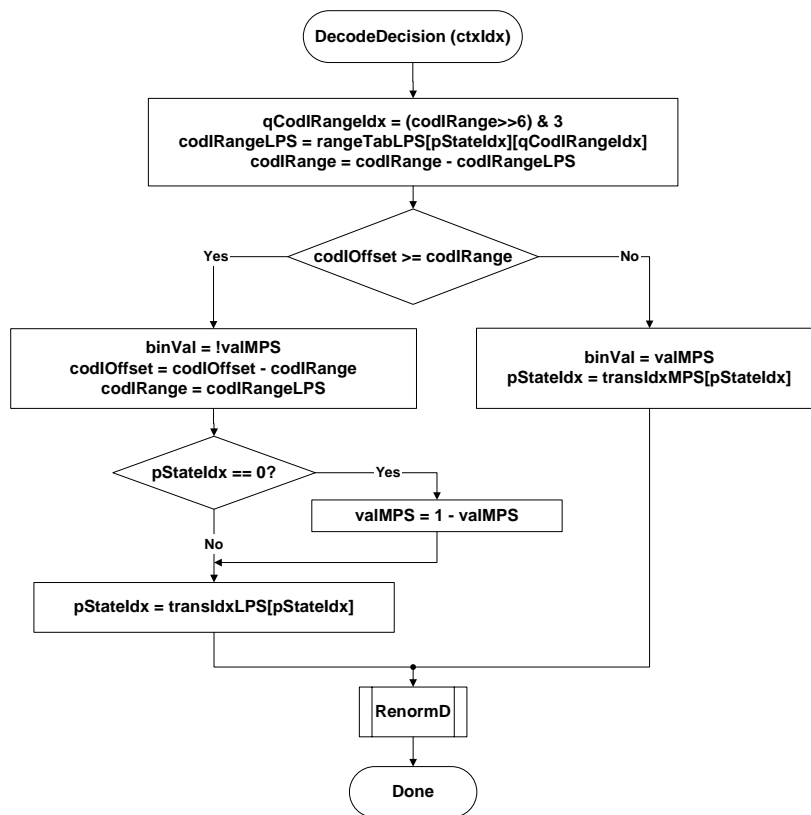 DecodeDecision (ctxIdx)
qCodIRangeIdx = (codIRange>>6) & 3
codIRangeLPS = rangeTabLPS[pStateIdx][qCodIRangeIdx]
codIRange = codIRange - codIRangeLPS
codIOffset >= codIRange
Yes
No
binVal = !valMPS
codIOffset = codIOffset - codIRange
codIRange = codIRangeLPS
binVal = valMPS
pStateIdx = transIdxMPS[pStateIdx]
pStateIdx == 0?
Yes
valMPS = 1 - valMPS
No
pStateIdx = transIdxLPS[pStateIdx]
RenormD
Done